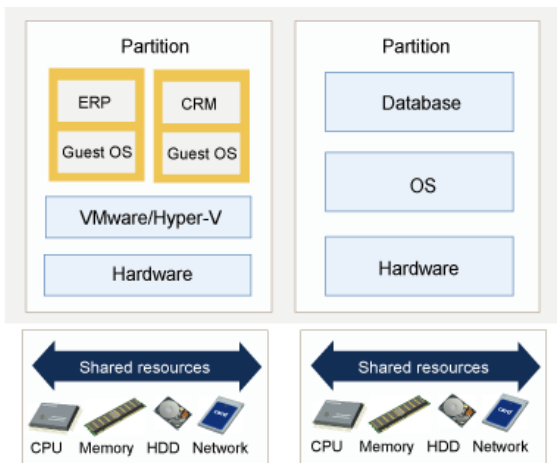 Partition
ERP
CRM
Guest OS
Guest OS
VMware/Hyper-V
Hardware
Partition
Database
OS
Hardware
Shared resources
CPU Memory HDD Network
Shared resources
CPU Memory HDD Network